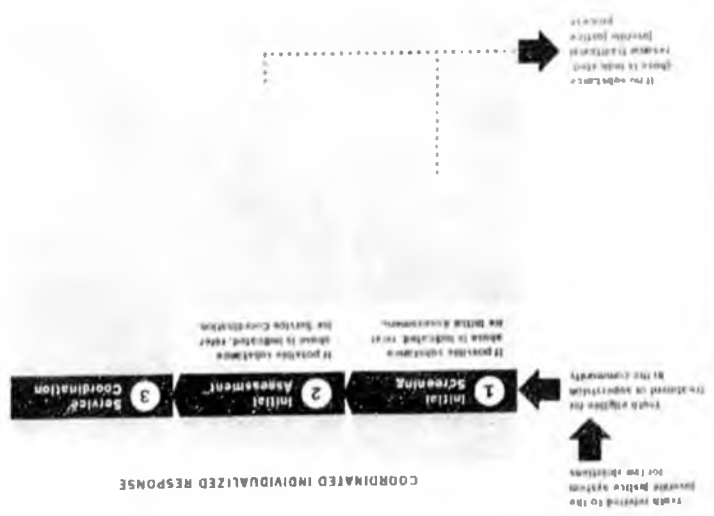 COORDINATED INDIVIDUALIZED RESPONSE
Youth referred to the
juvenile justice system
for law violations
Youth eligible for
treatment or supervision
in the community
1 Initial
Screening
2 Initial
Assessment
3 Service
Coordination
If possible substance
abuse is indicated, refer
for Initial Assessment.
If possible substance
abuse is indicated, refer
for Service Coordination.
If no substance
abuse is indicated,
resume traditional
juvenile justice
process